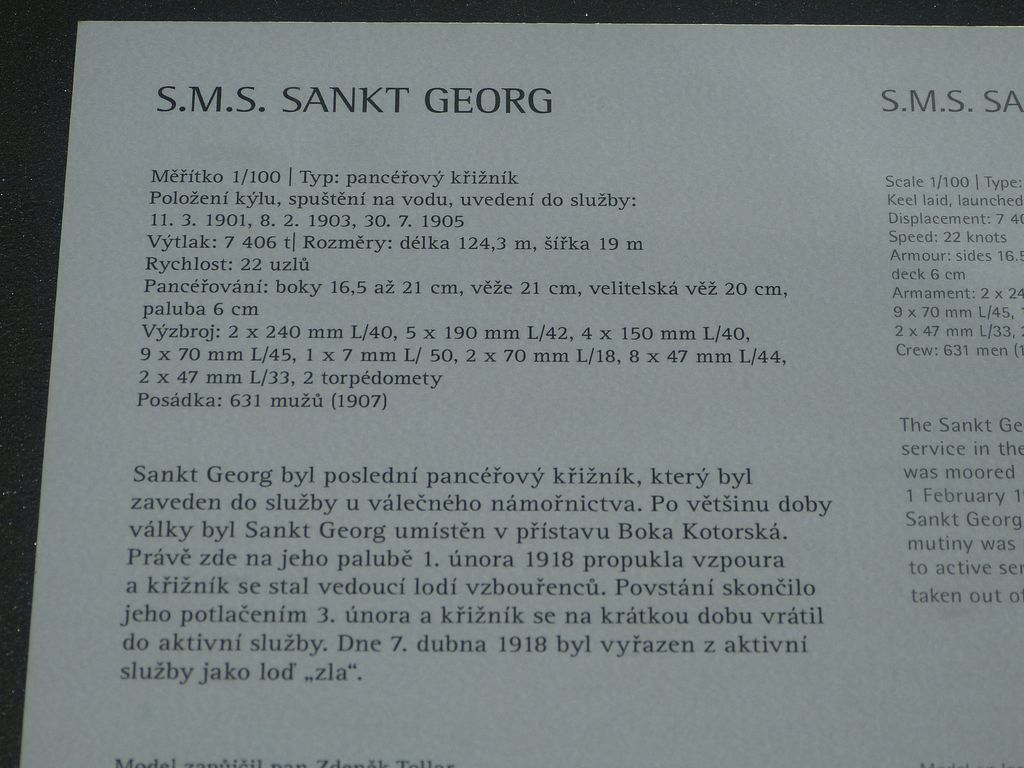 S.M.S. SANKT GEORG
Měřítko 1/100 | Typ: pancéřový křižník
Položení kýlu, spuštění na vodu, uvedení do služby:
11. 3. 1901, 8. 2. 1903, 30. 7. 1905
Výtlak: 7 406 t| Rozměry: délka 124,3 m, šířka 19 m
Rychlost: 22 uzlů
Pancéřování: boky 16,5 až 21 cm, věže 21 cm, velitelská věž 20 cm,
paluba 6 cm
Výzbroj: 2 x 240 mm L/40, 5 x 190 mm L/42, 4 x 150 mm L/40,
9 x 70 mm L/45, 1 x 7 mm L/ 50, 2 x 70 mm L/18, 8 x 47 mm L/44,
2 x 47 mm L/33, 2 torpédomety
Posádka: 631 mužů (1907)
Sankt Georg byl poslední pancéřový křižník, který byl
zaveden do služby u válečného námořnictva. Po většinu doby
války byl Sankt Georg umístěn v přístavu Boka Kotorská.
Právě zde na jeho palubě 1. února 1918 propukla vzpoura
a křižník se stal vedoucí lodí vzbouřenců. Povstání skončilo
jeho potlačením 3. února a křižník se na krátkou dobu vrátil
do aktivní služby. Dne 7. dubna 1918 byl vyřazen z aktivní
služby jako loď „zla“.
Model zapůjčil pan Zdeněk Tollar
S.M.S. SA
Scale 1/100 | Type:
Keel laid, launched
Displacement: 7 40
Speed: 22 knots
Armour: sides 16.5
deck 6 cm
Armament: 2 x 24
9 x 70 mm L/45,
2 x 47 mm L/33,
Crew: 631 men (1
The Sankt Ge
service in the
was moored
1 February 1
Sankt Georg
mutiny was
to active ser
taken out of